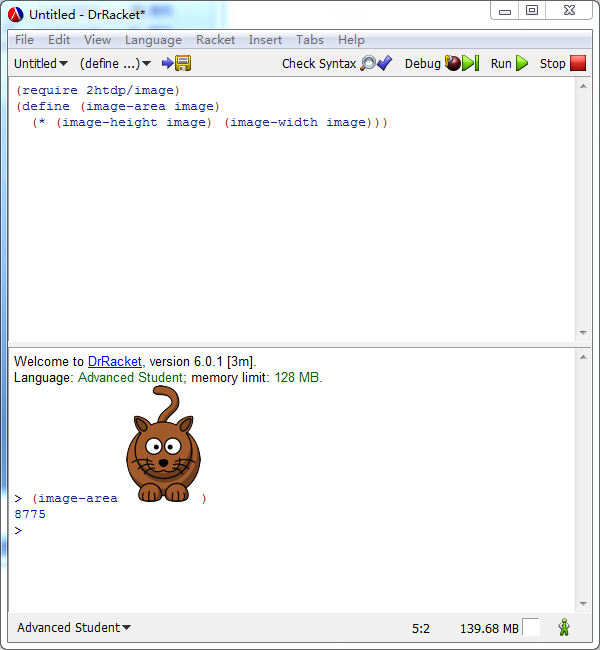 Untitled - DrRacket*
File Edit View Language Racket Insert Tabs Help
Untitled (define ...) Check Syntax Debug Run Stop
(require 2htdp/image)
(define (image-area image)
  (* (image-height image) (image-width image)))
Welcome to DrRacket, version 6.0.1 [3m].
Language: Advanced Student; memory limit: 128 MB.
> (image-area )
8775
>
Advanced Student 5:2 139.68 MB